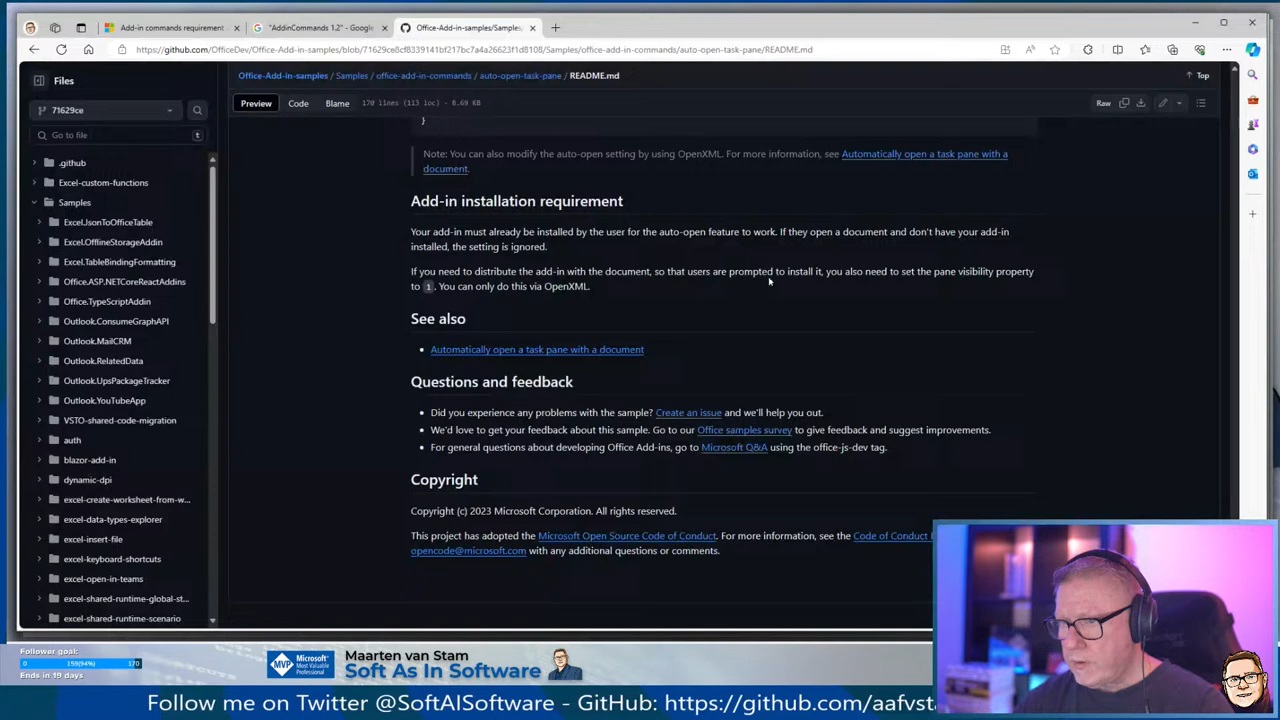 Add-in commands requirement
"AddinCommands 1.2" - Google
Office-Add-in-samples/Samples/
https://github.com/OfficeDev/Office-Add-in-samples/blob/71629ce8cf8339141bf217bc7a4a26623f1d8108/Samples/office-add-in-commands/auto-open-task-pane/README.md
Files
71629ce
Go to file
t
.github
Excel-custom-functions
Samples
Excel.JsonToOfficeTable
Excel.OfflineStorageAddin
Excel.TableBindingFormatting
Office.ASP.NETCoreReactAddins
Office.TypeScriptAddin
Outlook.ConsumeGraphAPI
Outlook.MailCRM
Outlook.RelatedData
Outlook.UpsPackageTracker
Outlook.YouTubeApp
VSTO-shared-code-migration
auth
blazor-add-in
dynamic-dpi
excel-create-worksheet-from-w...
excel-data-types-explorer
excel-insert-file
excel-keyboard-shortcuts
excel-open-in-teams
excel-shared-runtime-global-st...
excel-shared-runtime-scenario
Office-Add-in-samples / Samples / office-add-in-commands / auto-open-task-pane / README.md
Top
Preview Code Blame 170 lines (113 loc) · 8.69 KB
Raw
}
Note: You can also modify the auto-open setting by using OpenXML. For more information, see Automatically open a task pane with a
document.
Add-in installation requirement
Your add-in must already be installed by the user for the auto-open feature to work. If they open a document and don't have your add-in
installed, the setting is ignored.
If you need to distribute the add-in with the document, so that users are prompted to install it, you also need to set the pane visibility property
to 1 . You can only do this via OpenXML.
See also
• Automatically open a task pane with a document
Questions and feedback
• Did you experience any problems with the sample? Create an issue and we'll help you out.
• We'd love to get your feedback about this sample. Go to our Office samples survey to give feedback and suggest improvements.
• For general questions about developing Office Add-ins, go to Microsoft Q&A using the office-js-dev tag.
Copyright
Copyright (c) 2023 Microsoft Corporation. All rights reserved.
This project has adopted the Microsoft Open Source Code of Conduct. For more information, see the Code of Conduct
opencode@microsoft.com with any additional questions or comments.
Follower goal:
0 159(94%) 170
Ends in 19 days
MVP Microsoft Most Valuable Professional
Maarten van Stam
Soft As In Software
Follow me on Twitter @SoftAISoftware - GitHub: https://github.com/aafvsta